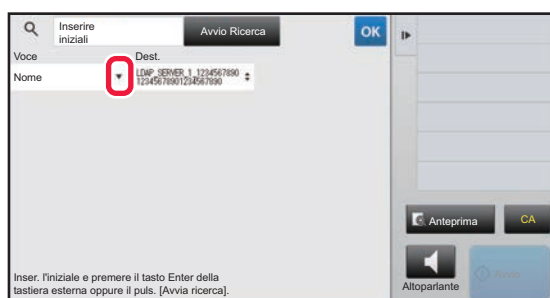 Inserire
iniziali
Avvio Ricerca
OK
Voce
Dest.
Nome
LDAP_SERVER_1_1234567890
12345678901234567890
Anteprima
CA
Inser. l'iniziale e premere il tasto Enter della
tastiera esterna oppure il puls. [Avvia ricerca].
Altoparlante
Avvio